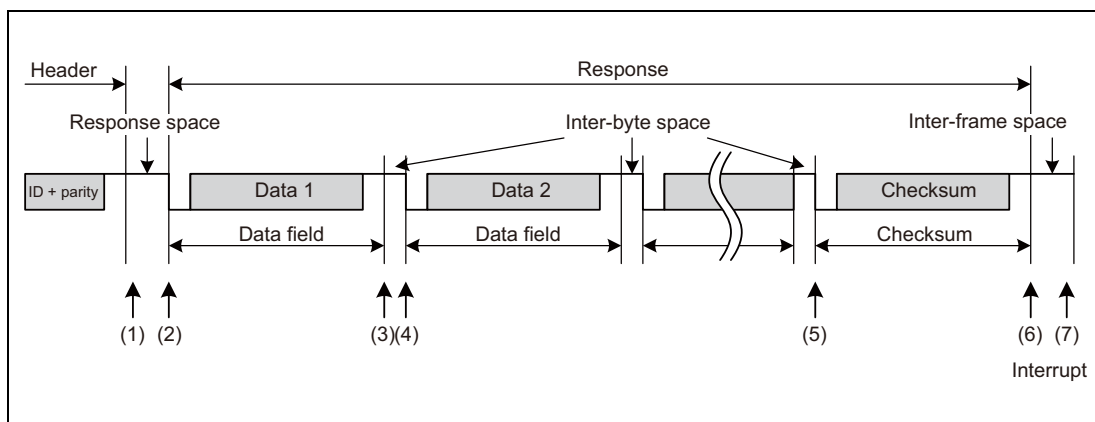 Header
Response
Response space
Inter-byte space
Inter-frame space
ID + parity
Data 1
Data 2
Checksum
Data field
Data field
Checksum
(1)
(2)
(3)
(4)
(5)
(6)
(7)
Interrupt